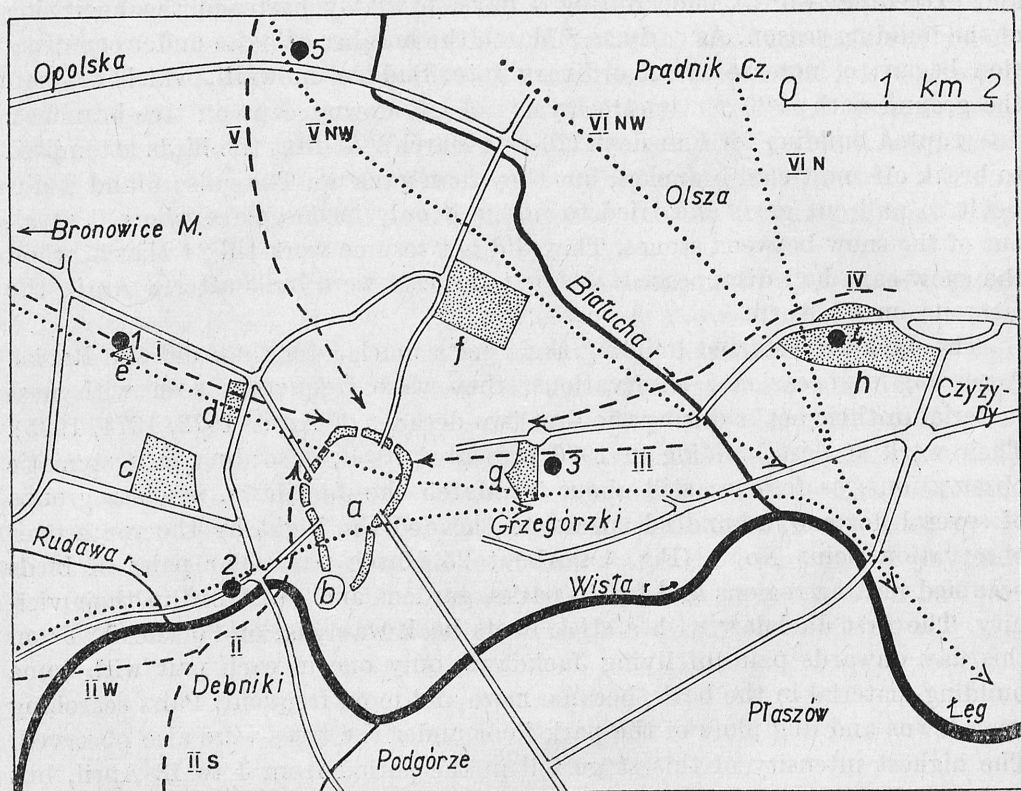 Opolska
5
V
V NW
VI NW
Prądnik Cz.
0 1 km 2
VI N
Olsza
← Bronowice M.
Białucha
IV
1
e
d
f
4
h
Czyży
ny
c
a
g
3
III
Grzegórzki
Rudawa
2
b
Wisła
I
II
II W
Dębniki
II S
Podgórze
Płaszów
Łęg